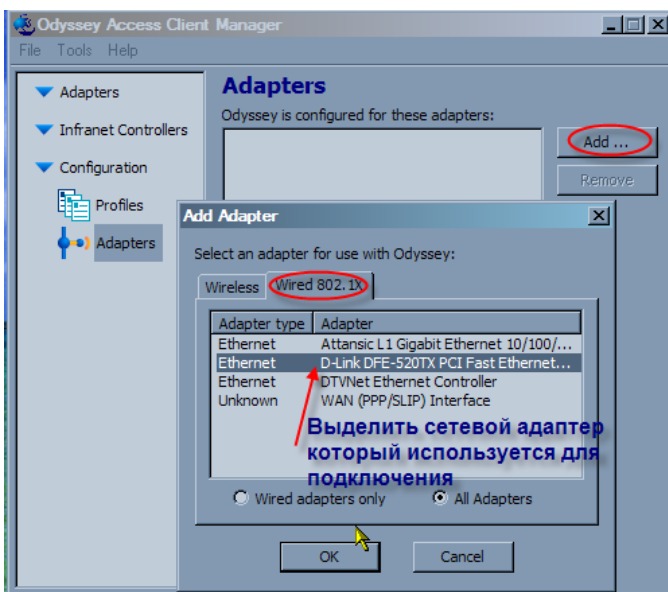 Odyssey Access Client Manager
File Tools Help
Adapters
Infranet Controllers
Configuration
Profiles
Adapters
Adapters
Odyssey is configured for these adapters:
Add ...
Remove
Add Adapter
Select an adapter for use with Odyssey:
Wireless Wired 802.1X
Adapter type Adapter
Ethernet Attansic L1 Gigabit Ethernet 10/100/...
Ethernet D-Link DFE-520TX PCI Fast Ethernet...
Ethernet DTVNet Ethernet Controller
Unknown WAN (PPP/SLIP) Interface
Выделить сетевой адаптер
который используется для
подключения
Wired adapters only All Adapters
OK Cancel